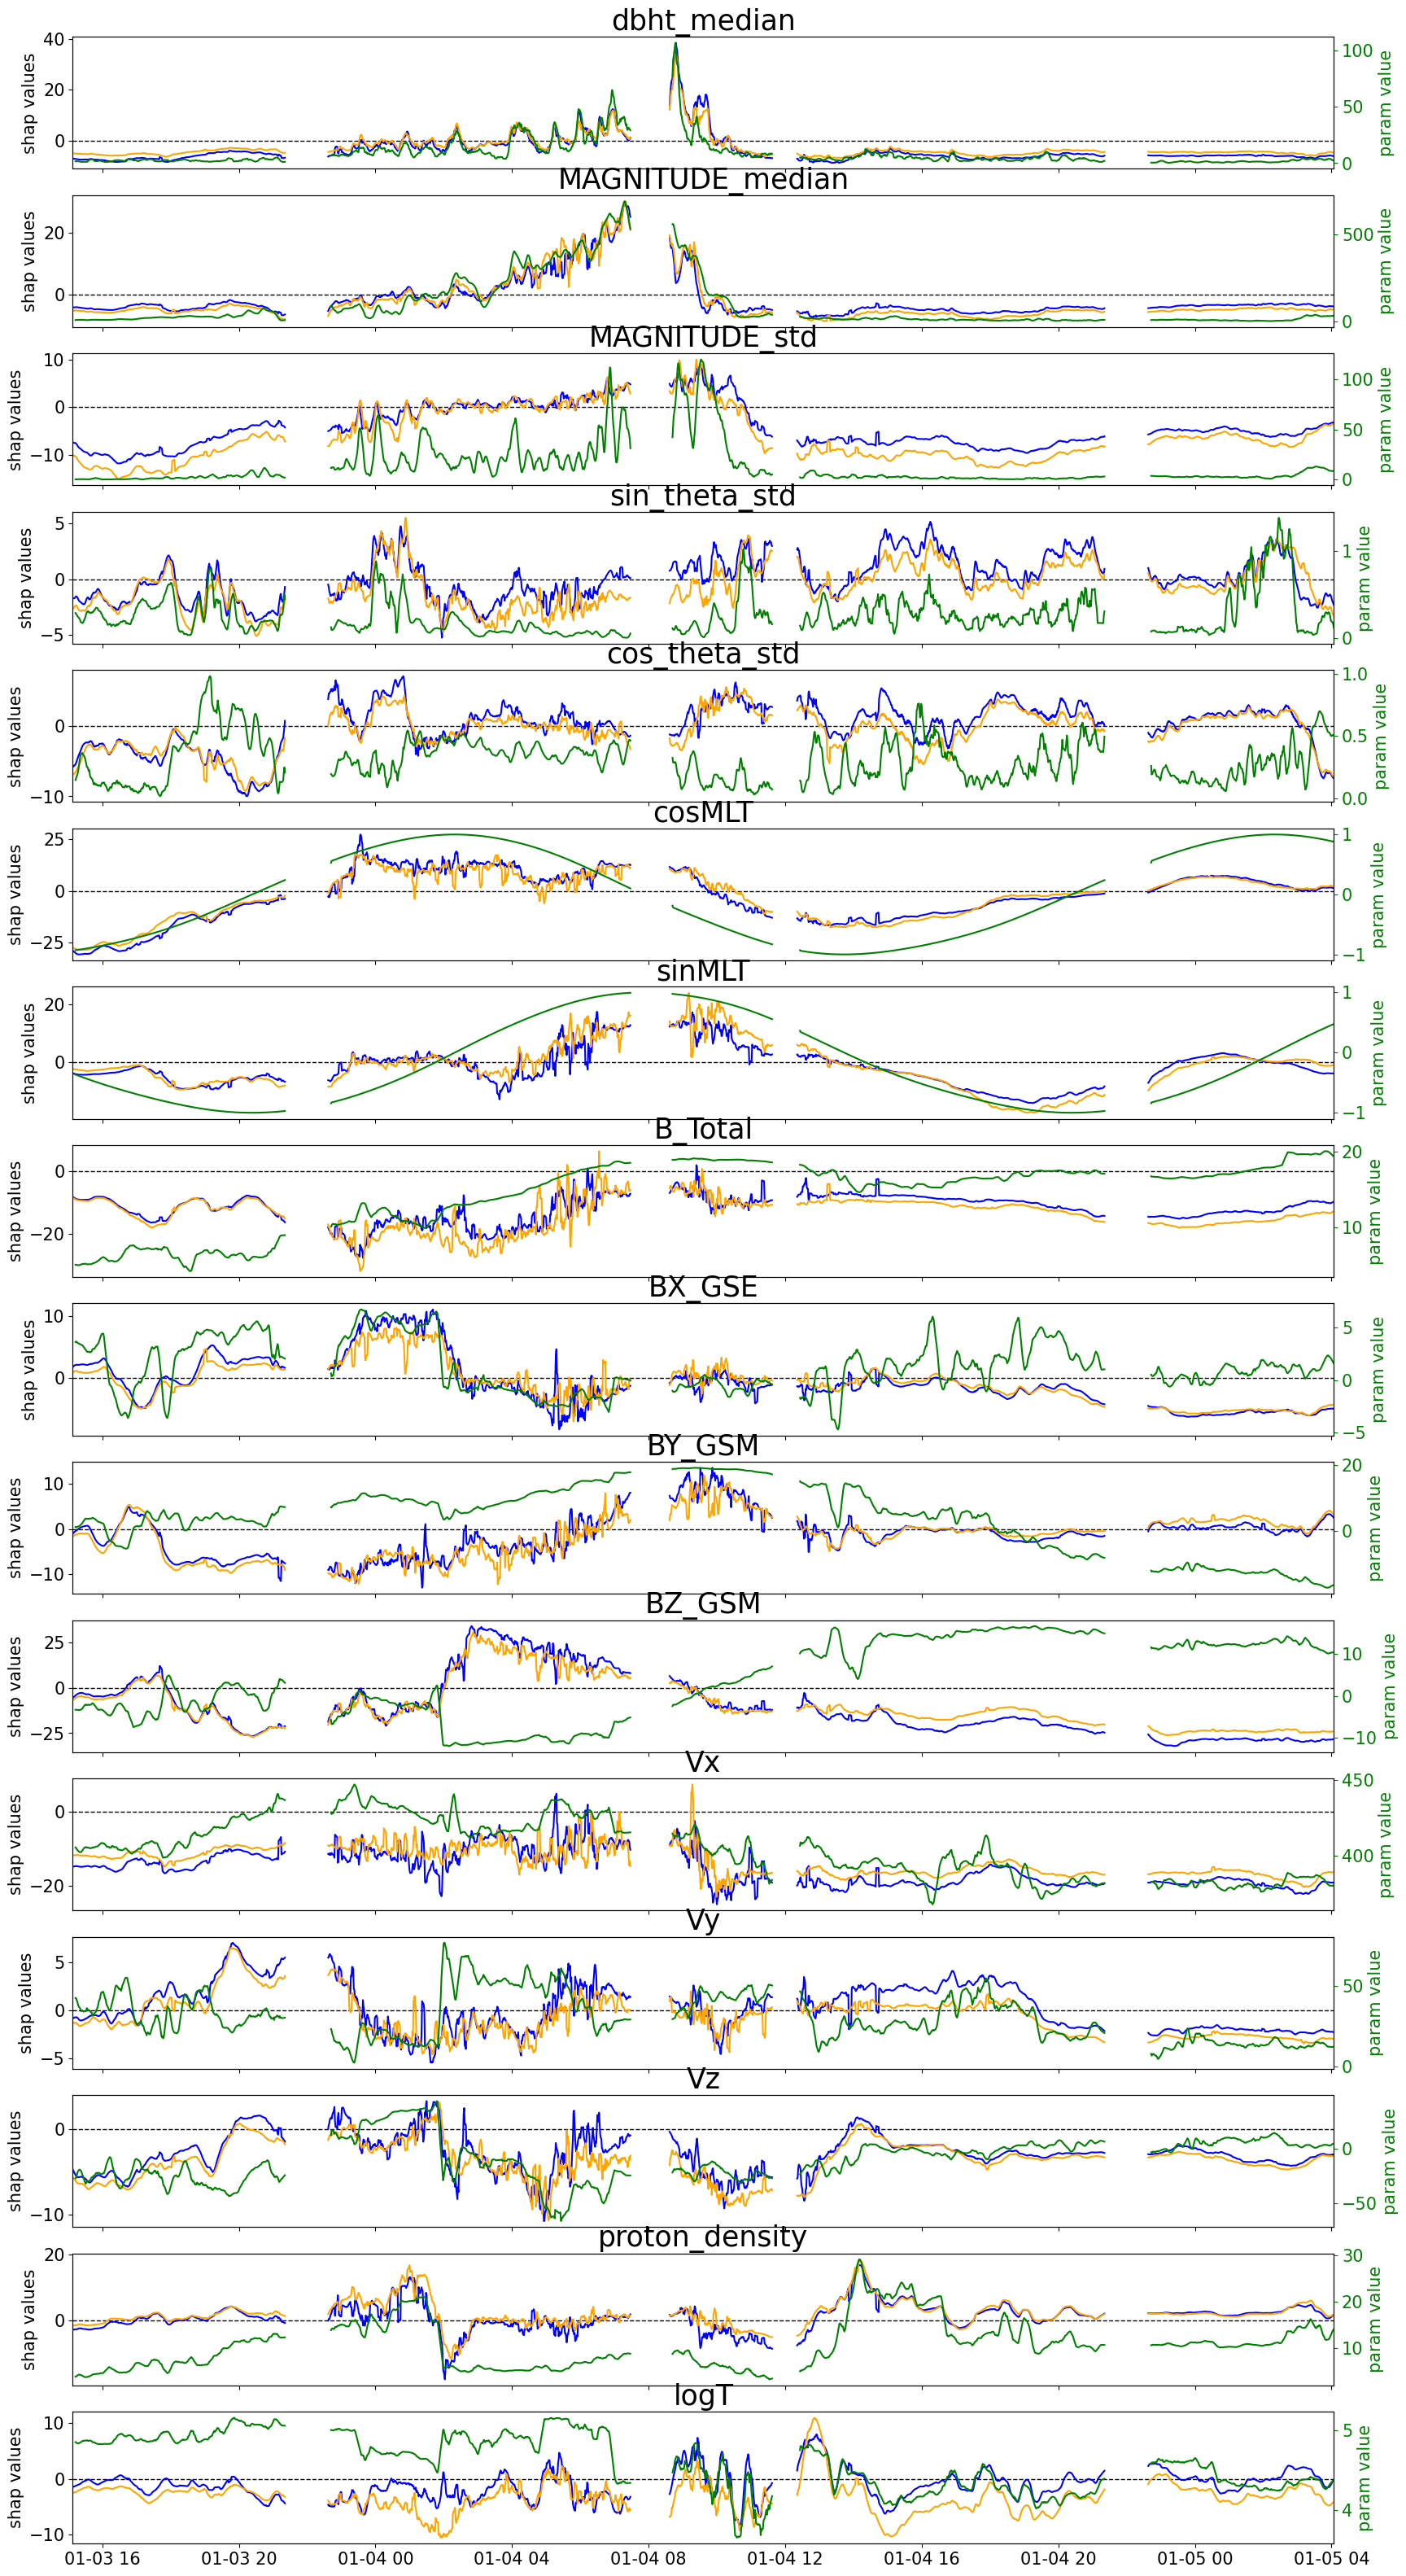 dbht_median
40
20
0
shap values
100
50
0
param value
MAGNITUDE_median
20
0
shap values
500
0
param value
MAGNITUDE_std
10
0
−10
shap values
100
50
0
param value
sin_theta_std
5
0
−5
shap values
1
0
param value
cos_theta_std
0
−10
shap values
1.0
0.5
0.0
param value
cosMLT
25
0
−25
shap values
1
0
−1
param value
sinMLT
20
0
shap values
1
0
−1
param value
B_Total
0
−20
shap values
20
10
param value
BX_GSE
10
0
shap values
5
0
−5
param value
BY_GSM
10
0
−10
shap values
20
0
param value
BZ_GSM
25
0
−25
shap values
10
0
−10
param value
Vx
0
−20
shap values
450
400
param value
Vy
5
0
−5
shap values
50
0
param value
Vz
0
−10
shap values
0
−50
param value
proton_density
20
0
shap values
30
20
10
param value
logT
10
0
−10
shap values
5
4
param value
01-03 16 01-03 20 01-04 00 01-04 04 01-04 08 01-04 12 01-04 16 01-04 20 01-05 00 01-05 04